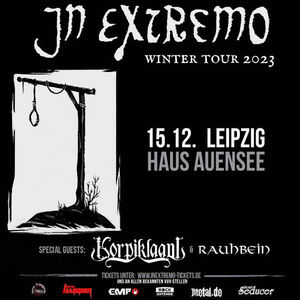 IN EXTREMO
WINTER TOUR 2023
15.12. LEIPZIG
HAUS AUENSEE
SPECIAL GUESTS: Korpiklaani & RAUHBEIN
TICKETS UNTER: WWW.INEXTREMO-TICKETS.DE
UND AN ALLEN BEKANNTEN VVK-STELLEN
EMP metal.de Seducer